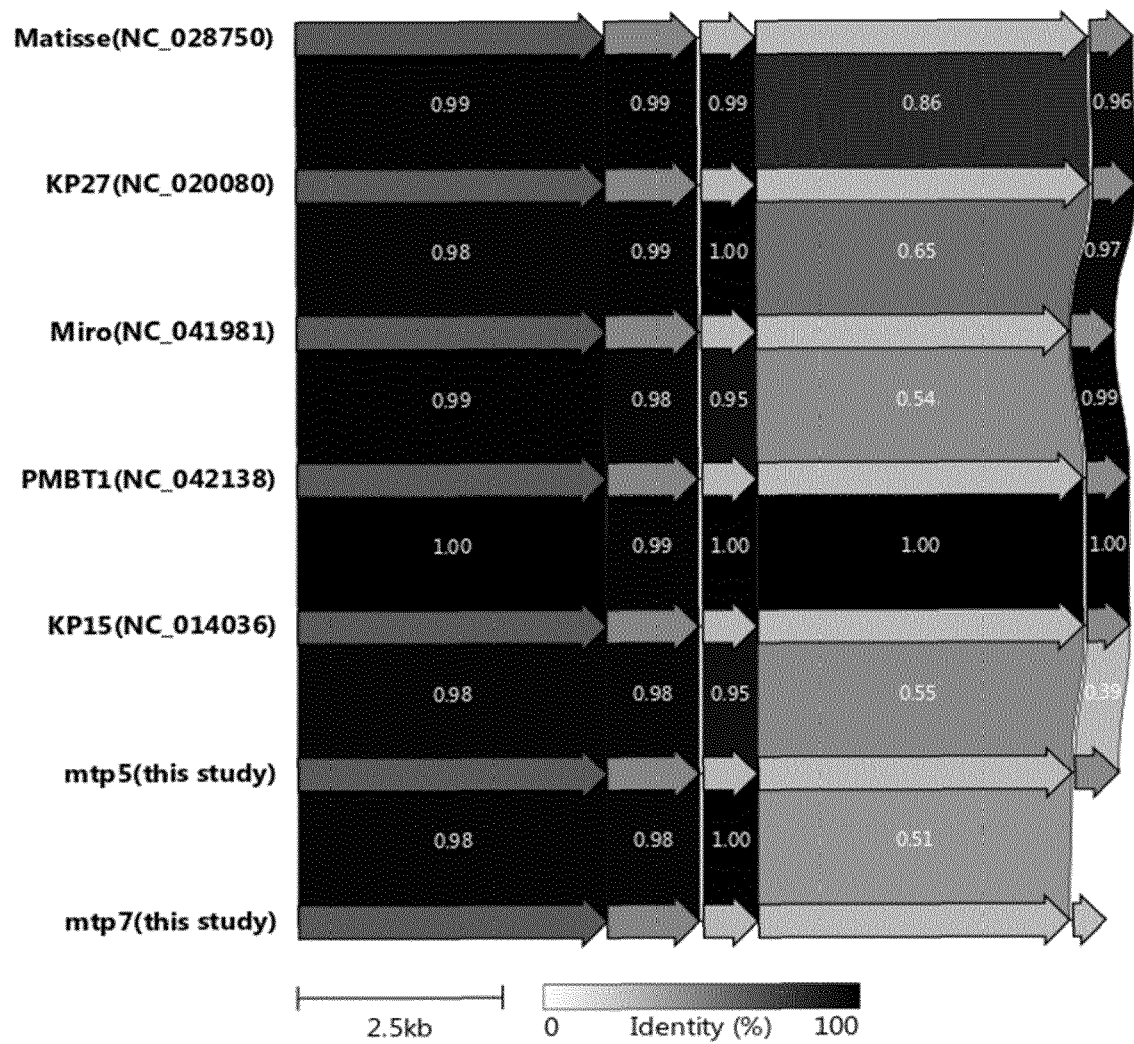 Matisse(NC_028750)
0.99 0.99 0.99 0.86 0.96
KP27(NC_020080)
0.98 0.99 1.00 0.65 0.97
Miro(NC_041981)
0.99 0.98 0.95 0.54 0.99
PMBT1(NC_042138)
1.00 0.99 1.00 1.00 1.00
KP15(NC_014036)
0.98 0.98 0.95 0.55 0.39
mtp5(this study)
0.98 0.98 1.00 0.51
mtp7(this study)
2.5kb 0 Identity (%) 100